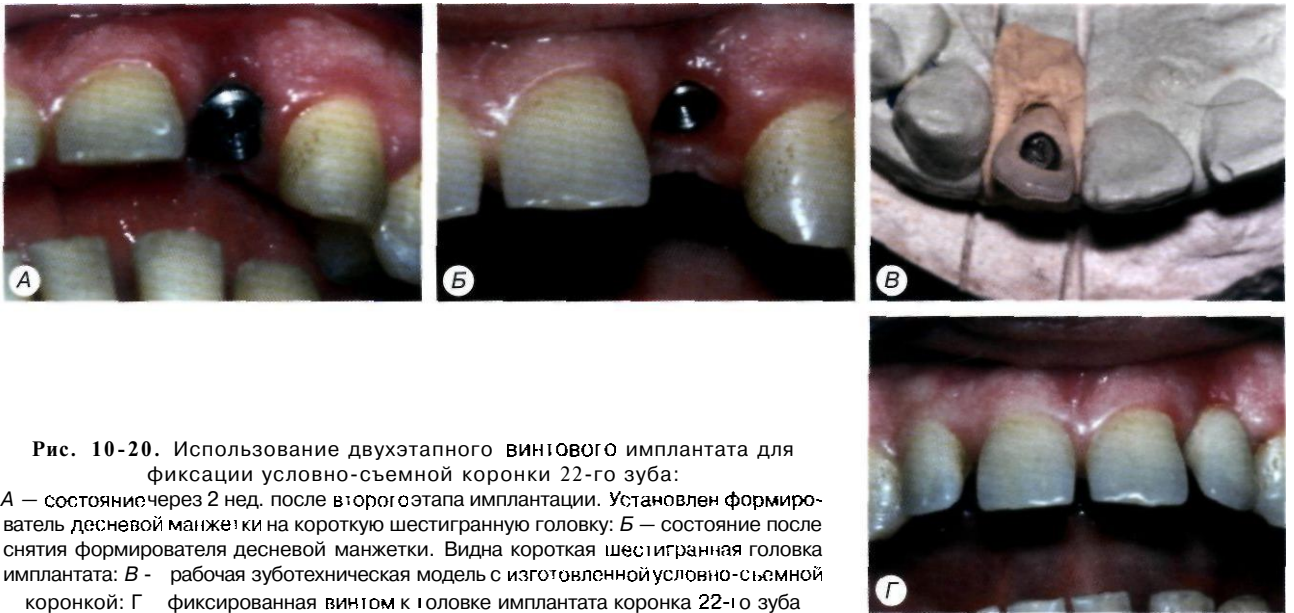 А
Б
В
Г
Рис. 10-20. Использование двухэтапного винтового имплантата для
фиксации условно-съемной коронки 22-го зуба:
А — состояние через 2 нед. после второго этапа имплантации. Установлен формиро-
ватель десневой манжетки на короткую шестигранную головку: Б — состояние после
снятия формирователя десневой манжетки. Видна короткая шестигранная головка
имплантата: В - рабочая зуботехническая модель с изготовленной условно-съемной
коронкой: Г фиксированная винтом к головке имплантата коронка 22-го зуба